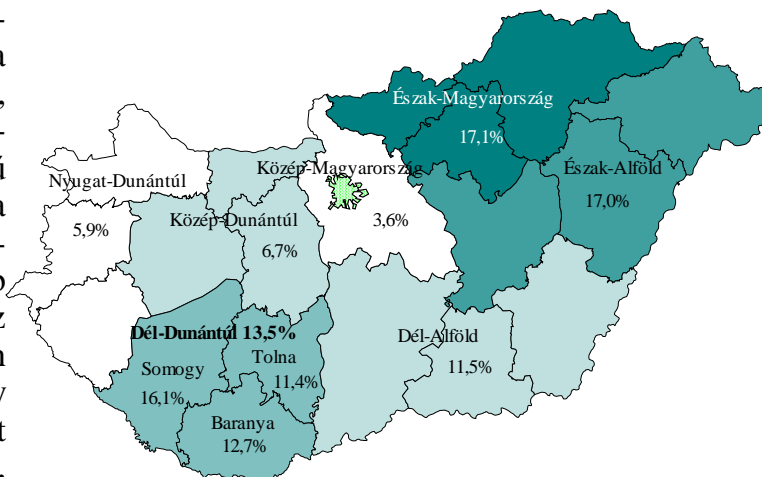 -
a
,
-
ú
a
-
o
z
n
y
t
.
Észak-Magyarország
17,1%
Közép-Magyarország
3,6%
Észak-Alföld
17,0%
Nyugat-Dunántúl
5,9%
Közép-Dunántúl
6,7%
Dél-Dunántúl 13,5%
Somogy
16,1%
Tolna
11,4%
Baranya
12,7%
Dél-Alföld
11,5%